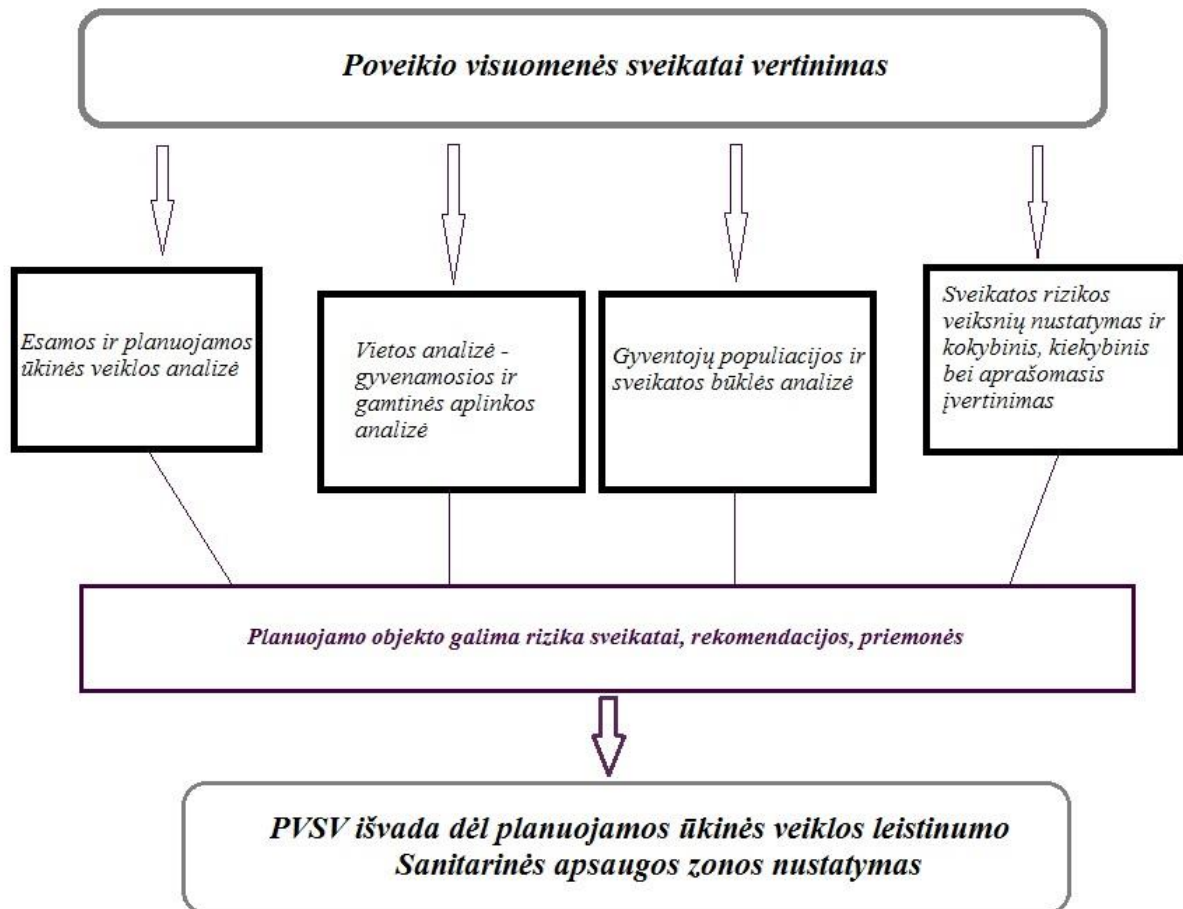 Poveikio visuomenės sveikatai vertinimas
Esamos ir planuojamos
ūkinės veiklos analizė
Vietos analizė -
gyvenamosios ir
gamtinės aplinkos
analizė
Gyventojų populiacijos ir
sveikatos būklės analizė
Sveikatos rizikos
veiksnių nustatymas ir
kokybinis, kiekybinis
bei aprašomasis
įvertinimas
Planuojamo objekto galima rizika sveikatai, rekomendacijos, priemonės
PVSV išvada dėl planuojamos ūkinės veiklos leistinumo
Sanitarinės apsaugos zonos nustatymas